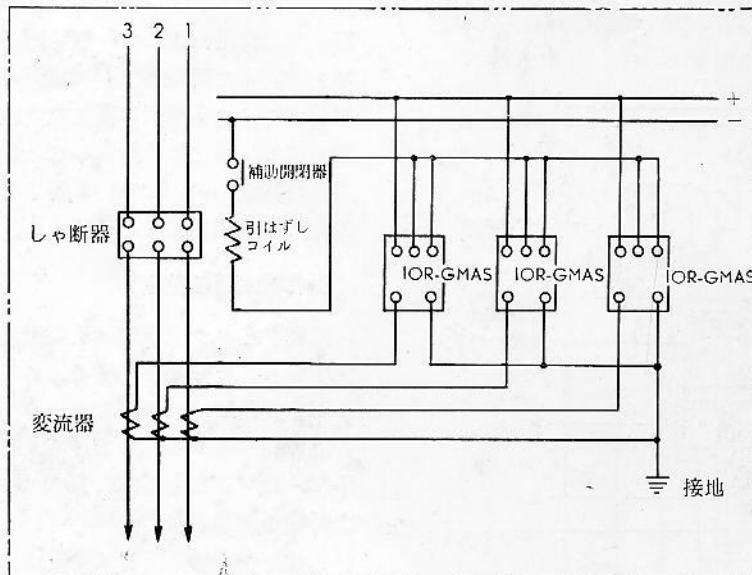 3 2 1
+
−
補助開閉器
引はずし
コイル
しゃ断器
IOR-GMAS
IOR-GMAS
IOR-GMAS
変流器
接地